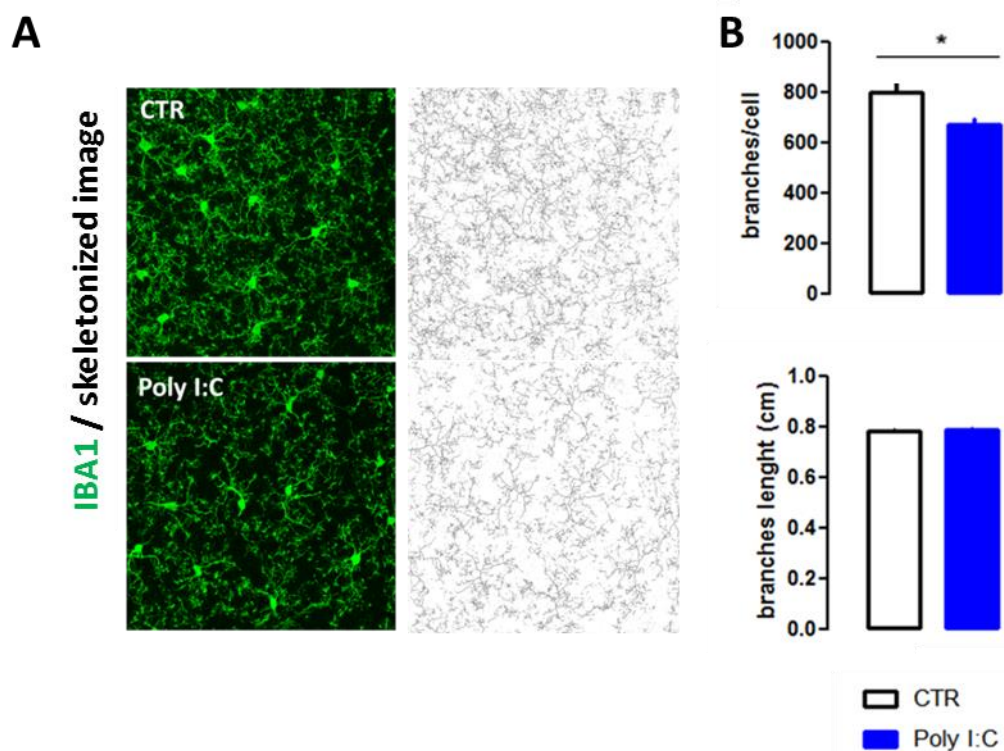 A
B
IBA1 / skeletonized image
CTR
Poly I:C
*
branches/cell
1000
800
600
400
200
0
branches lenght (cm)
1.0
0.8
0.6
0.4
0.2
0.0
CTR
Poly I:C